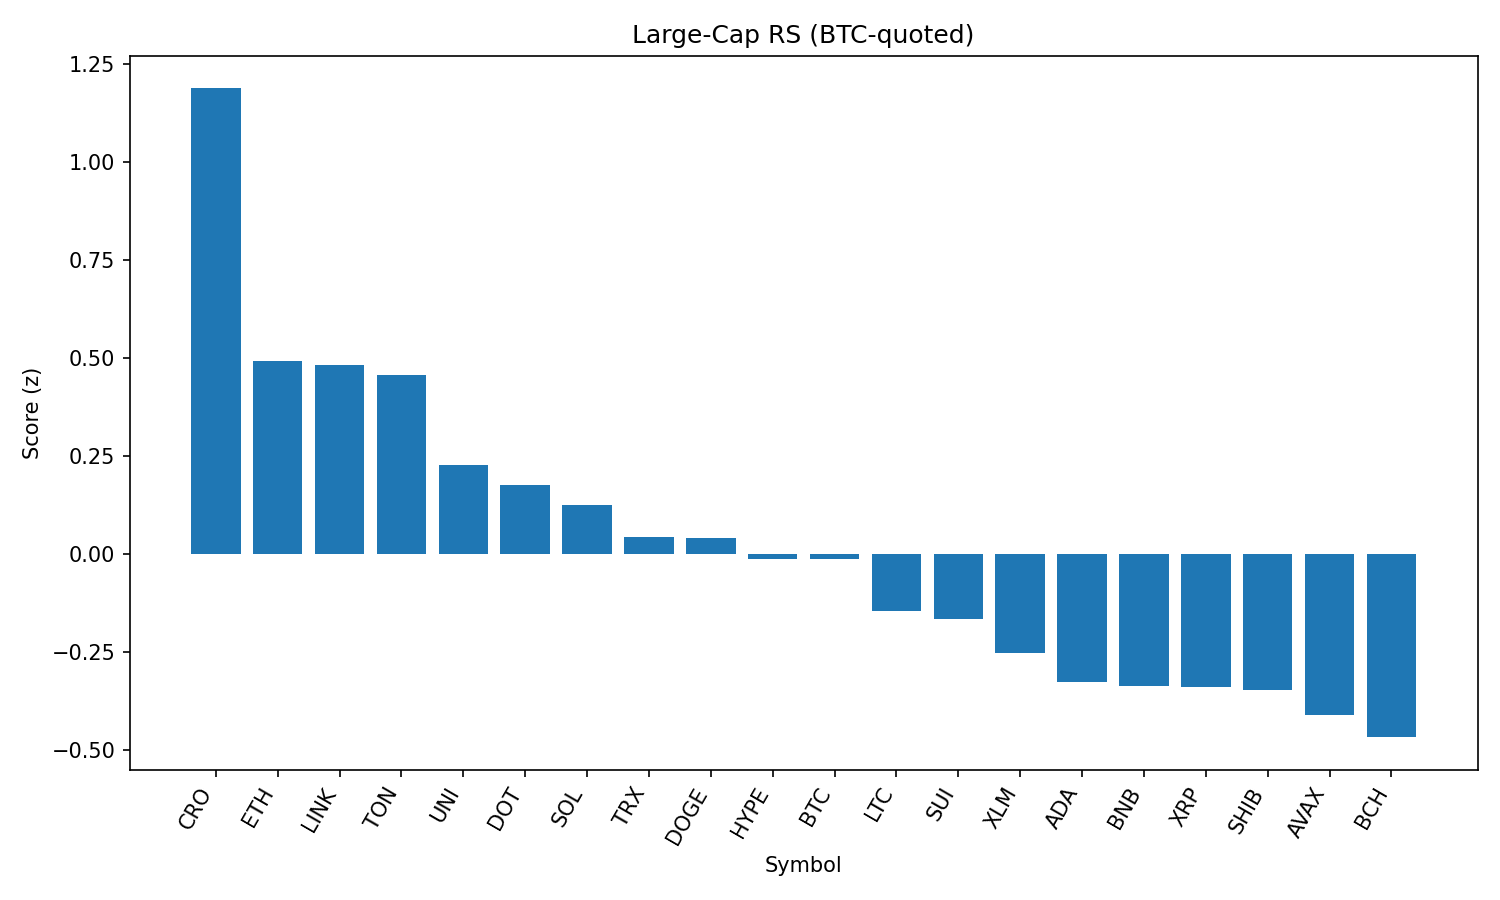 Large-Cap RS (BTC-quoted)
Score (z)
1.25
1.00
0.75
0.50
0.25
0.00
−0.25
−0.50
CRO
ETH
LINK
TON
UNI
DOT
SOL
TRX
DOGE
HYPE
BTC
LTC
SUI
XLM
ADA
BNB
XRP
SHIB
AVAX
BCH
Symbol